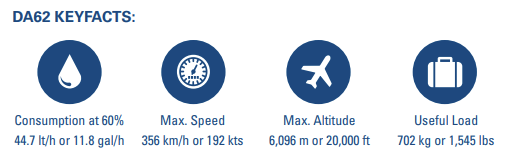 DA62 KEYFACTS:
Consumption at 60%
44.7 lt/h or 11.8 gal/h
Max. Speed
356 km/h or 192 kts
Max. Altitude
6,096 m or 20,000 ft
Useful Load
702 kg or 1,545 lbs